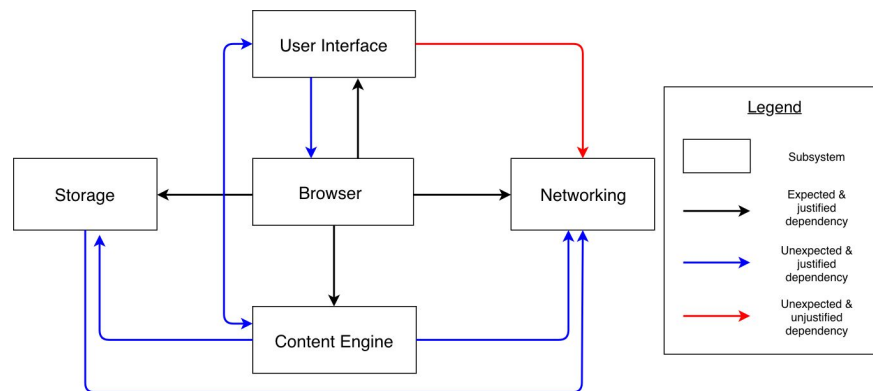 User Interface
Storage
Browser
Networking
Content Engine
Legend
Subsystem
Expected &
justified
dependency
Unexpected &
justified
dependency
Unexpected &
unjustified
dependency